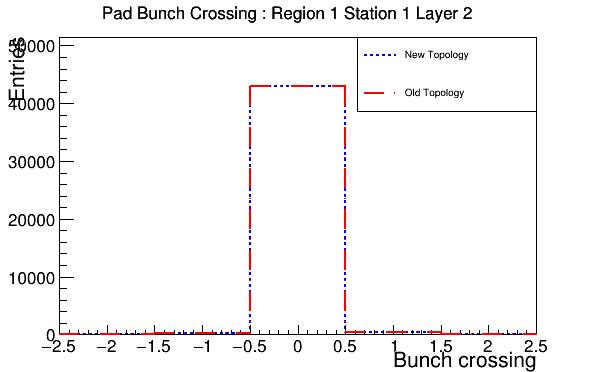 Pad Bunch Crossing : Region 1 Station 1 Layer 2
Entries
50000
40000
30000
20000
10000
0
New Topology
Old Topology
−2.5 −2 −1.5 −1 −0.5 0 0.5 1 1.5 2 2.5
Bunch crossing